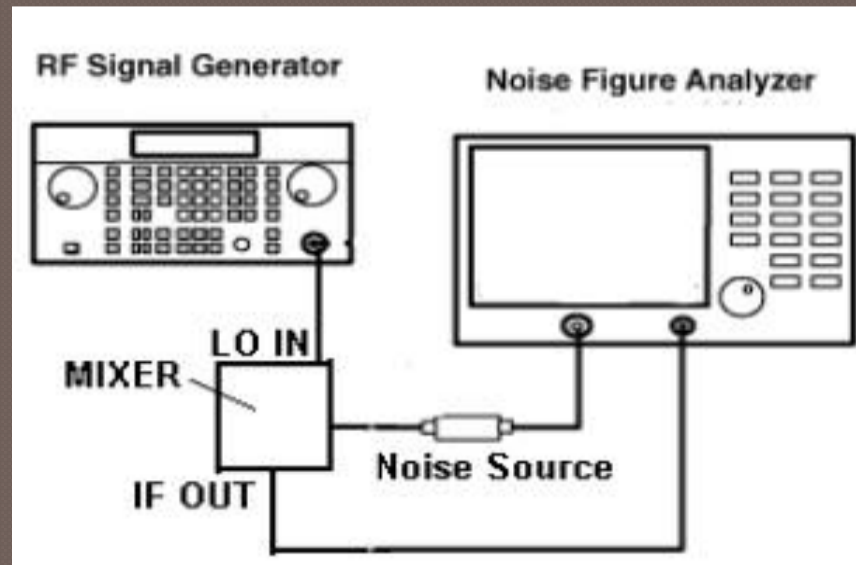 RF Signal Generator
Noise Figure Analyzer
LO IN
MIXER
Noise Source
IF OUT